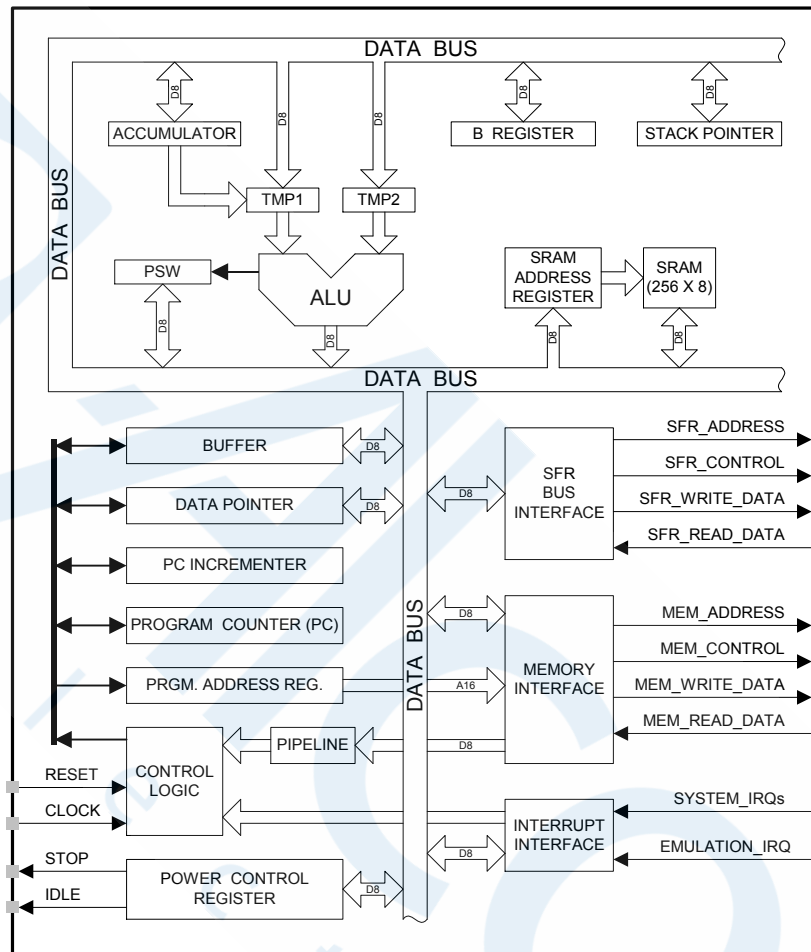 DATA BUS
D8
D8
D8
D8
D8
ACCUMULATOR
B REGISTER
STACK POINTER
DATA BUS
TMP1
TMP2
PSW
ALU
SRAM
ADDRESS
REGISTER
SRAM
(256 X 8)
D8
D8
D8
D8
DATA BUS
BUFFER
D8
SFR_ADDRESS
SFR_CONTROL
SFR
BUS
INTERFACE
D8
DATA POINTER
D8
SFR_WRITE_DATA
SFR_READ_DATA
PC INCREMENTER
DATA BUS
D8
PROGRAM COUNTER (PC)
MEM_ADDRESS
MEM_CONTROL
MEMORY
INTERFACE
PRGM. ADDRESS REG.
A16
MEM_WRITE_DATA
MEM_READ_DATA
PIPELINE
D8
CONTROL
LOGIC
RESET
CLOCK
SYSTEM_IRQs
INTERRUPT
INTERFACE
D8
EMULATION_IRQ
STOP
IDLE
POWER CONTROL
REGISTER
D8